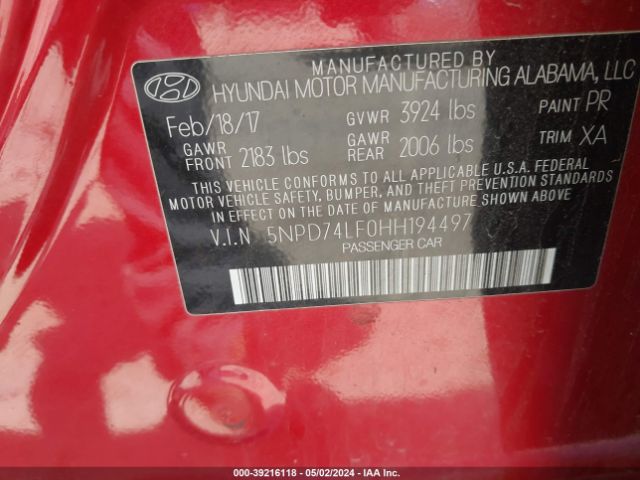 MANUFACTURED BY
HYUNDAI MOTOR MANUFACTURING ALABAMA, LLC
Feb/18/17 GVWR 3924 lbs PAINT PR
GAWR FRONT 2183 lbs GAWR REAR 2006 lbs TRIM XA
THIS VEHICLE CONFORMS TO ALL APPLICABLE U.S.A. FEDERAL
MOTOR VEHICLE SAFETY, BUMPER, AND THEFT PREVENTION STANDARDS
IN EFFECT ON THE DATE OF MANUFACTURE SHOWN ABOVE
V.I.N 5NPD74LF0HH194497
PASSENGER CAR
000-39216118 - 05/02/2024 - IAA Inc.